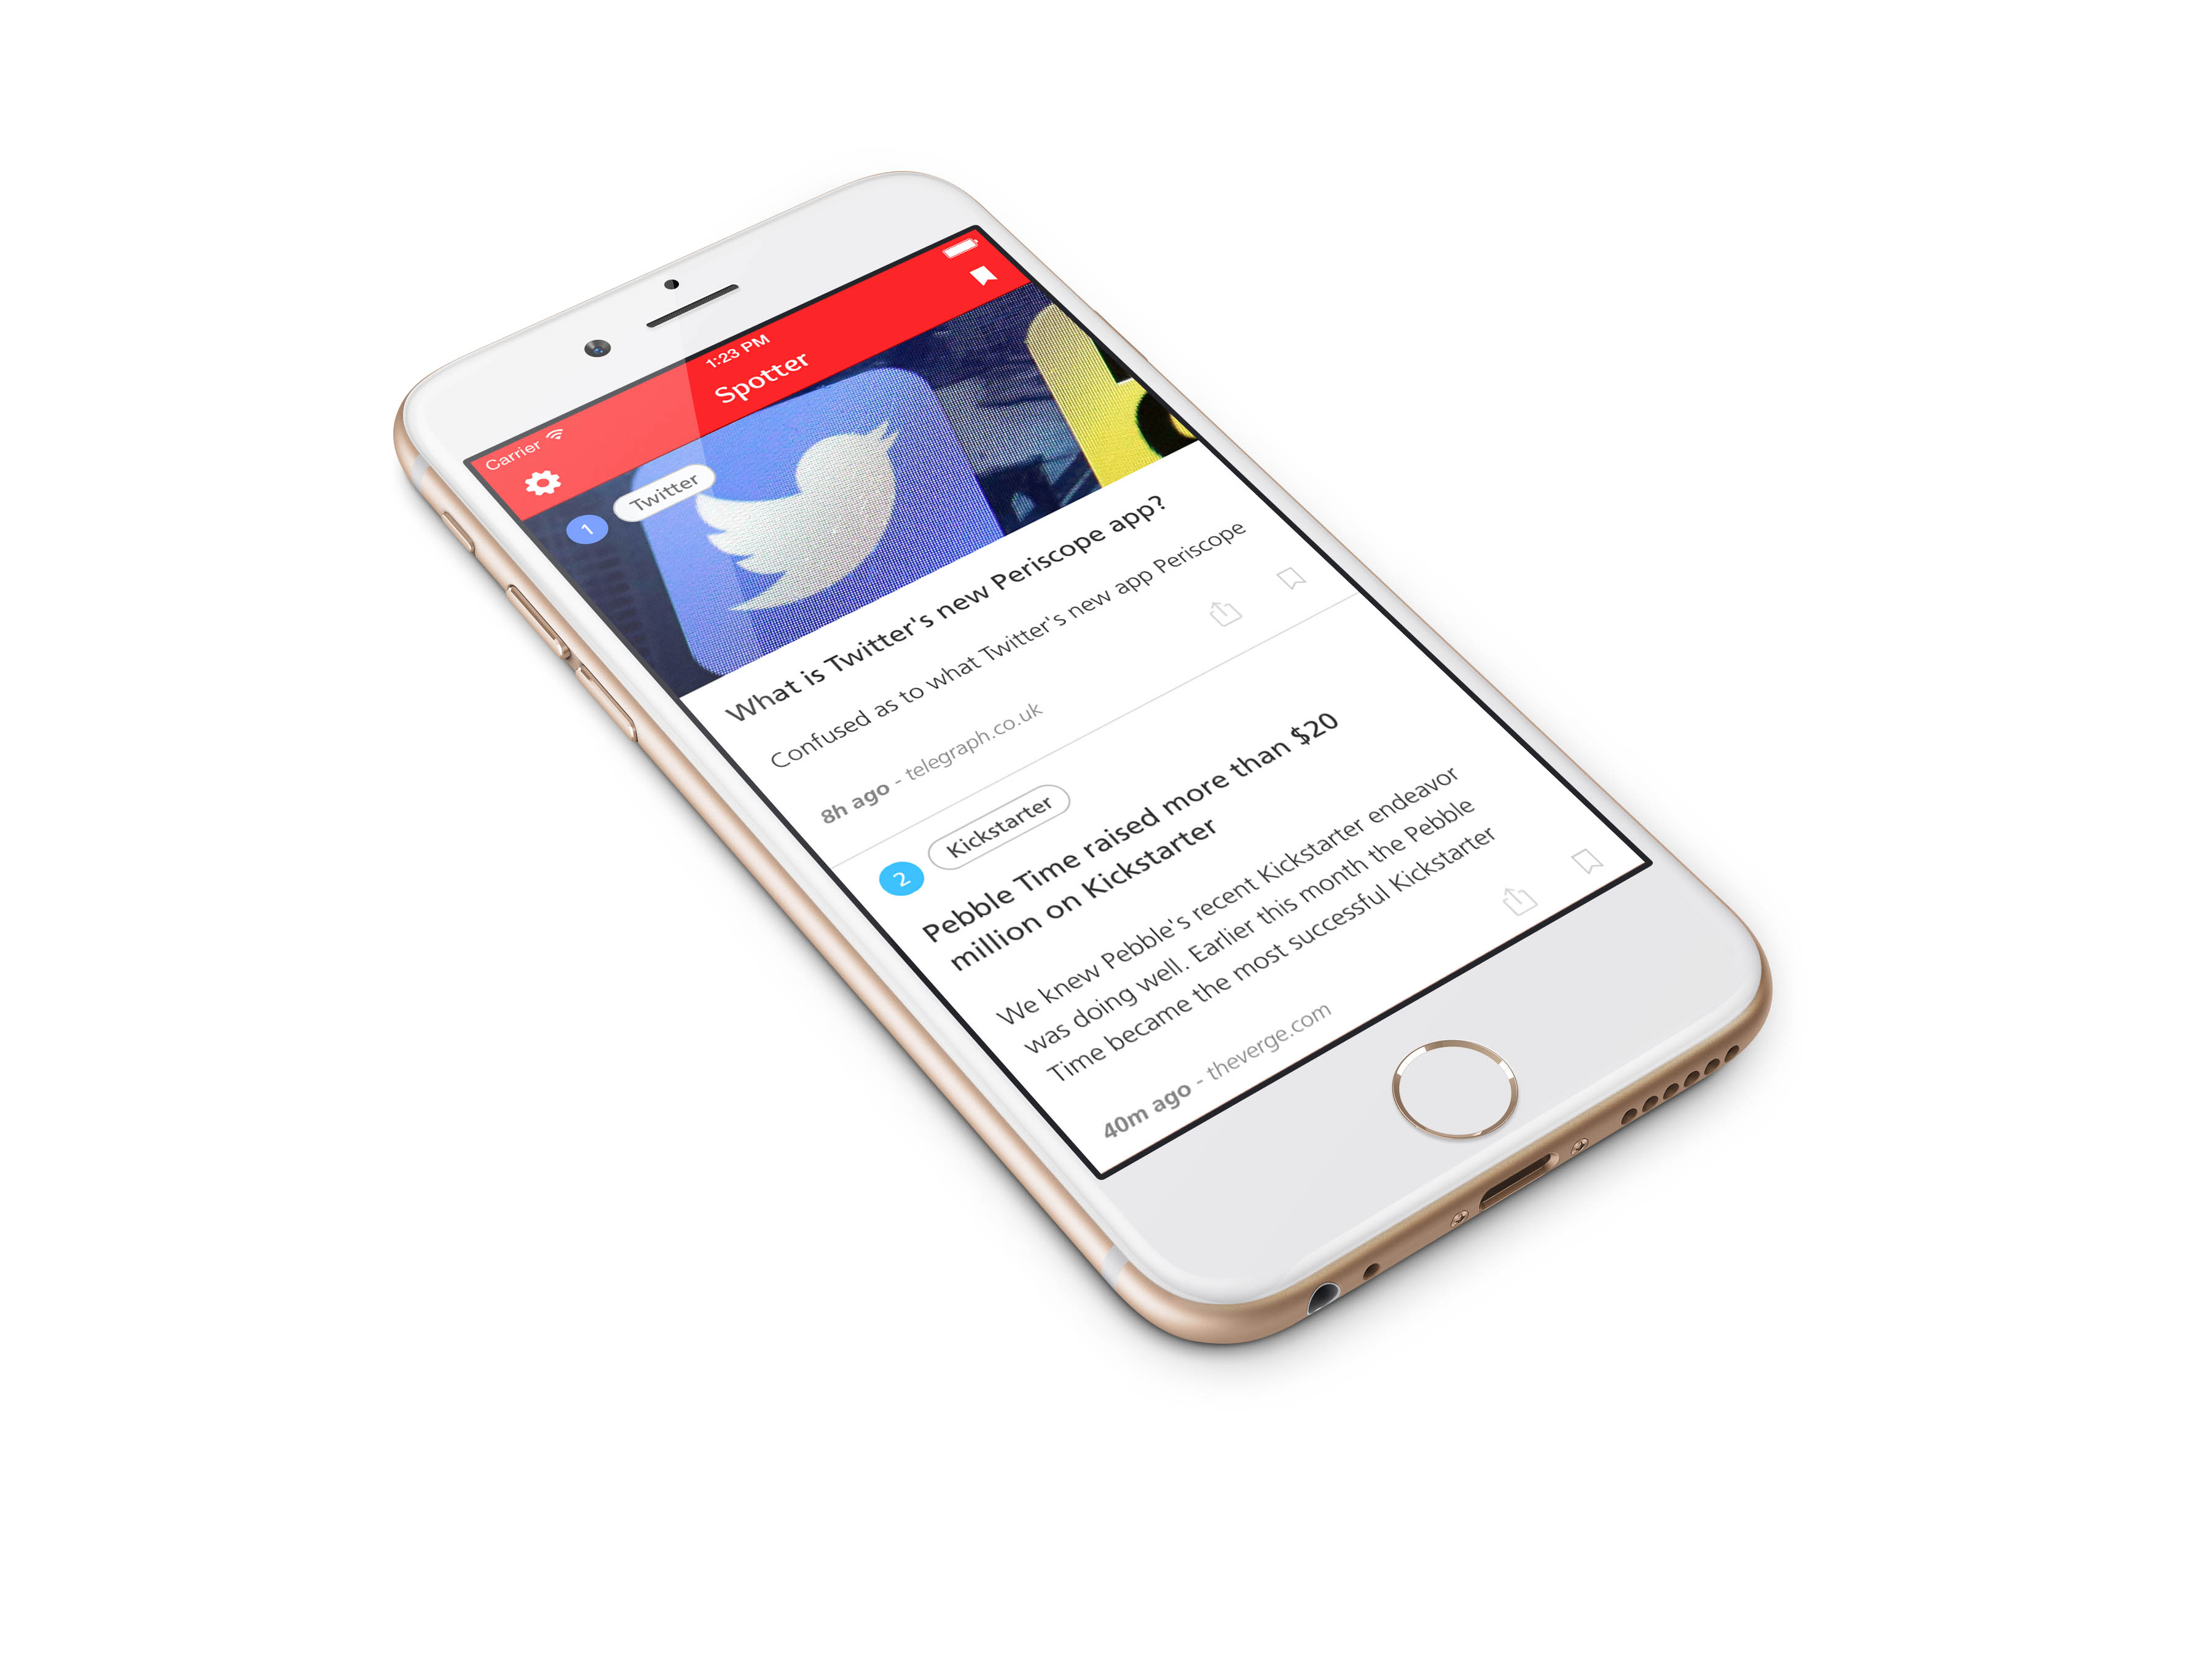 Carrier
1:23 PM
Spotter
1
Twitter
What is Twitter's new Periscope app?
Confused as to what Twitter's new app Periscope
8h ago - telegraph.co.uk
2
Kickstarter
Pebble Time raised more than $20
million on Kickstarter
We knew Pebble's recent Kickstarter endeavor
was doing well. Earlier this month the Pebble
Time became the most successful Kickstarter
40m ago - theverge.com